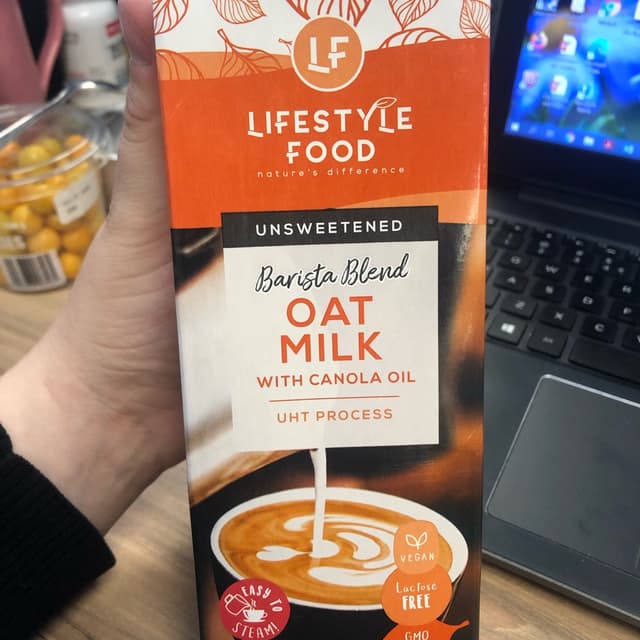 LF
LIFESTYLE
FOOD
nature's difference
UNSWEETENED
Barista Blend
OAT
MILK
WITH CANOLA OIL
UHT PROCESS
VEGAN
LACTOSE
FREE
GMO
EASY TO
STEAM!